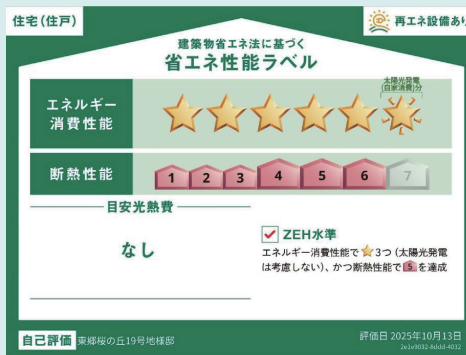 住宅(住戸)
再エネ設備あり
建築物省エネ法に基づく
省エネ性能ラベル
エネルギー
消費性能
太陽光発電
(自家消費)分
断熱性能
1 2 3 4 5 6 7
目安光熱費
なし
ZEH水準
エネルギー消費性能で★3つ(太陽光発電
は考慮しない)、かつ断熱性能で5を達成
自己評価 東郷桜の丘19号地様邸
評価日 2025年10月13日
2e1e9032-8ddd-4032